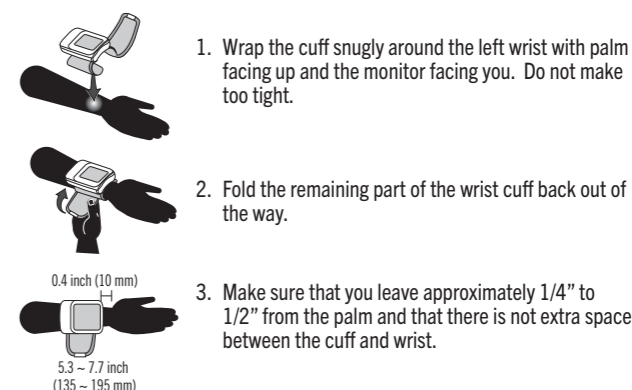 1. Wrap the cuff snugly around the left wrist with palm
facing up and the monitor facing you.  Do not make
too tight.
2. Fold the remaining part of the wrist cuff back out of
the way.
0.4 inch (10 mm)
3. Make sure that you leave approximately 1/4” to
1/2” from the palm and that there is not extra space
between the cuff and wrist.
5.3 ~ 7.7 inch
(135 ~ 195 mm)